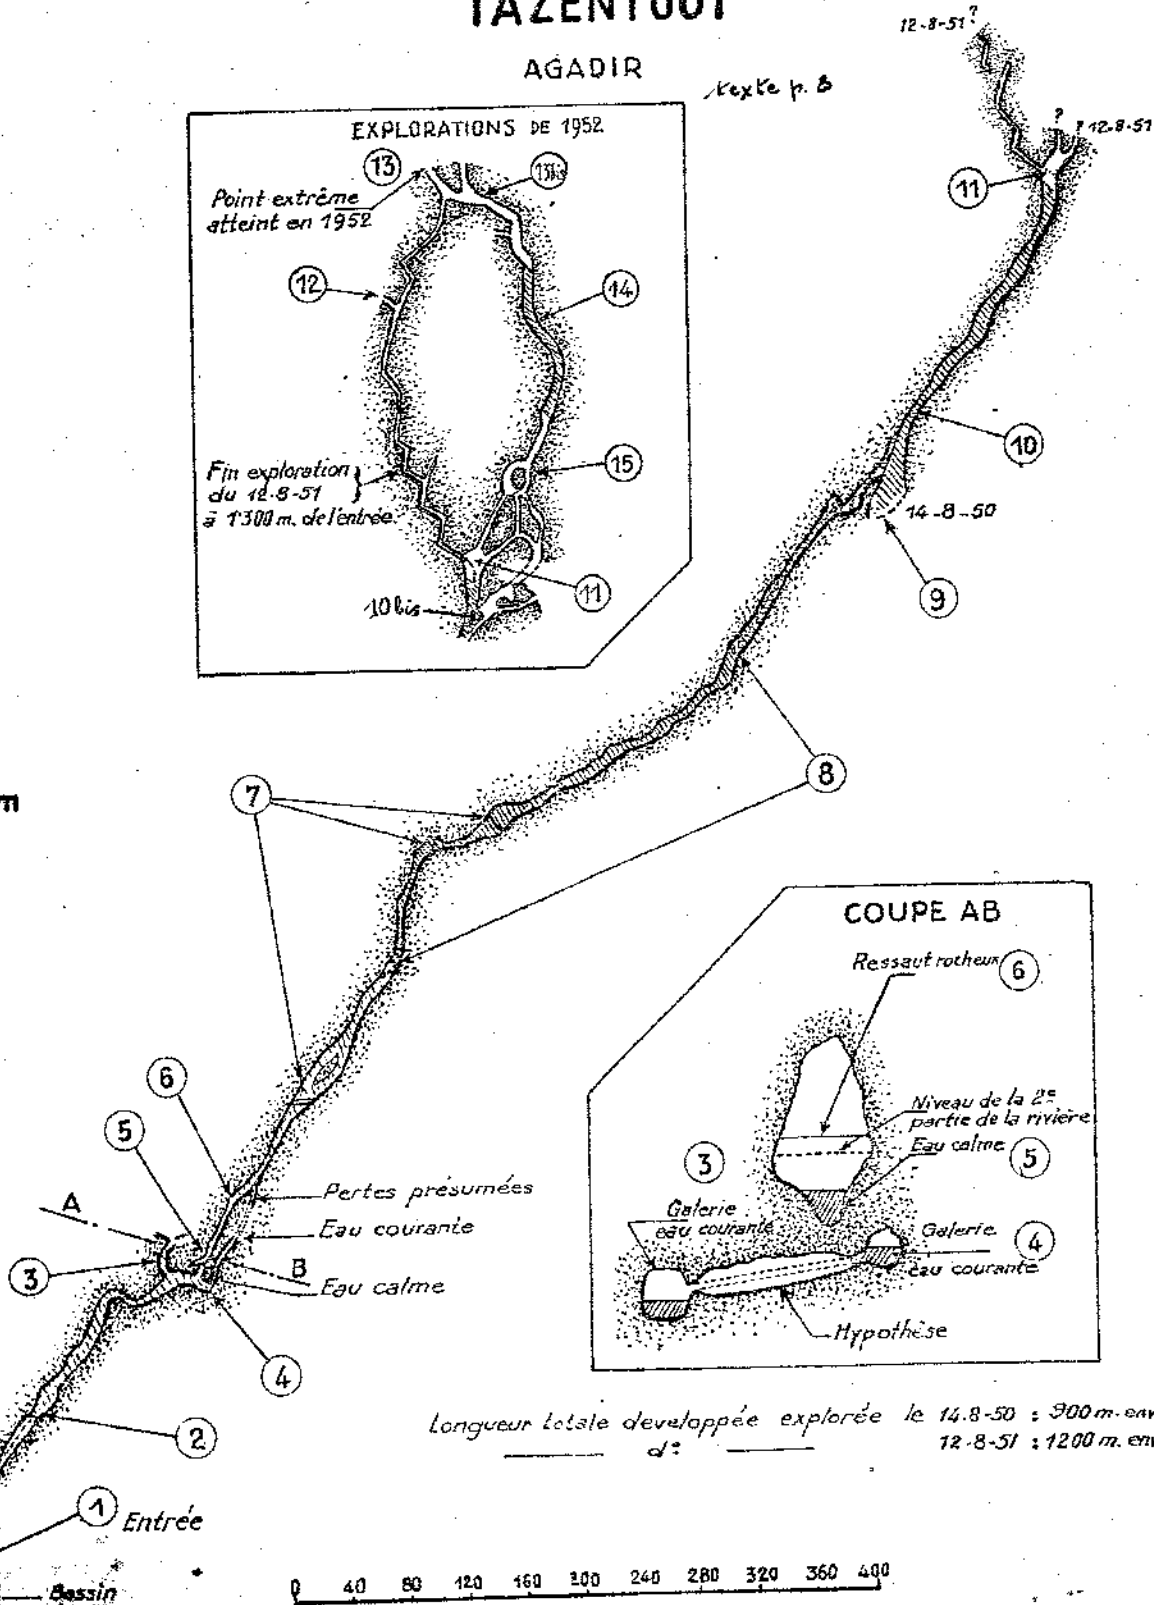 TAZENTOUT
AGADIR
texte p. 8
12-8-51 ?
? ? 12-8-51
11
EXPLORATIONS DE 1952
13
13bis
Point extrême
atteint en 1952
12
14
15
Fin exploration
du 12-8-51
à 1300 m. de l'entrée.
11
10 bis
10
14-8-50
9
8
7
COUPE AB
Ressaut rocheux 6
Niveau de la 2e
partie de la rivière
Eau calme 5
3
Galerie
eau courante
Galerie 4
eau courante
Hypothèse
6
5
Pertes présumées
A
Eau courante
B
3
Eau calme
4
2
Longueur totale developpée explorée le 14.8-50 : 900 m. env
d° 12-8-51 : 1200 m. env
1 Entrée
Bassin
0 40 80 120 160 200 240 280 320 360 400